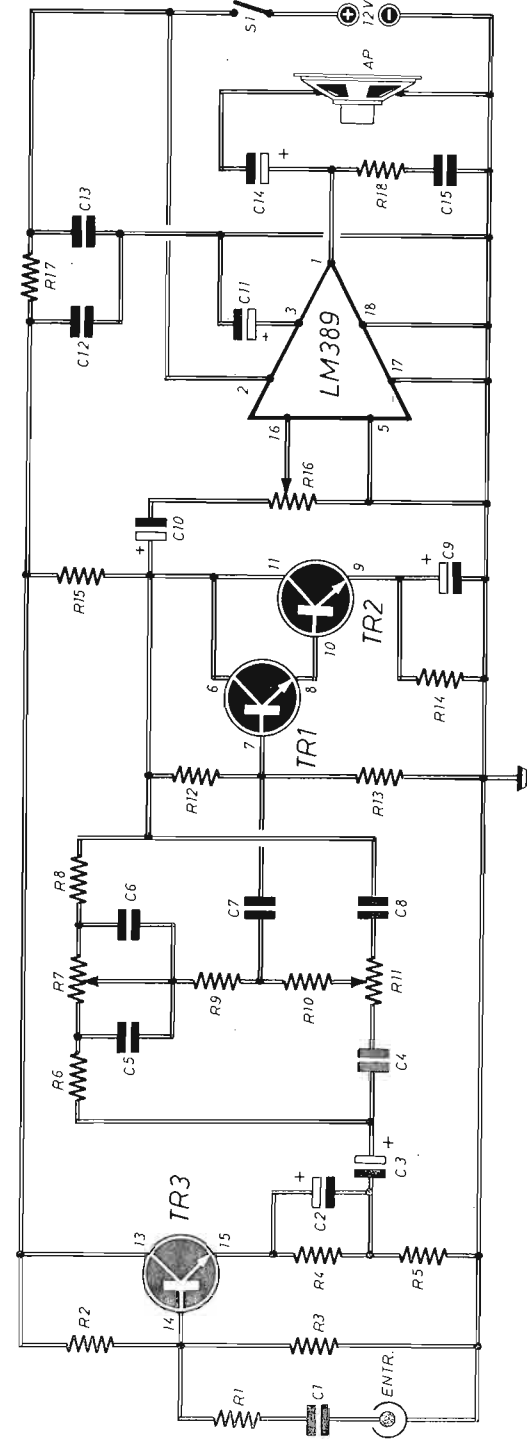 ENTR.
C1
R1
R2
R3
14
13
15
TR3
R4
R5
C2
+
C3
+
R6
R7
R8
C5
C6
R9
R10
C4
R11
C8
C7
R12
R13
7
6
8
TR1
11
10
9
TR2
R14
C9
+
R15
C10
+
R16
16
5
2
3
17
18
1
LM389
C11
+
C12
C13
R17
C14
+
R18
C15
AP
S1
+
12V
-